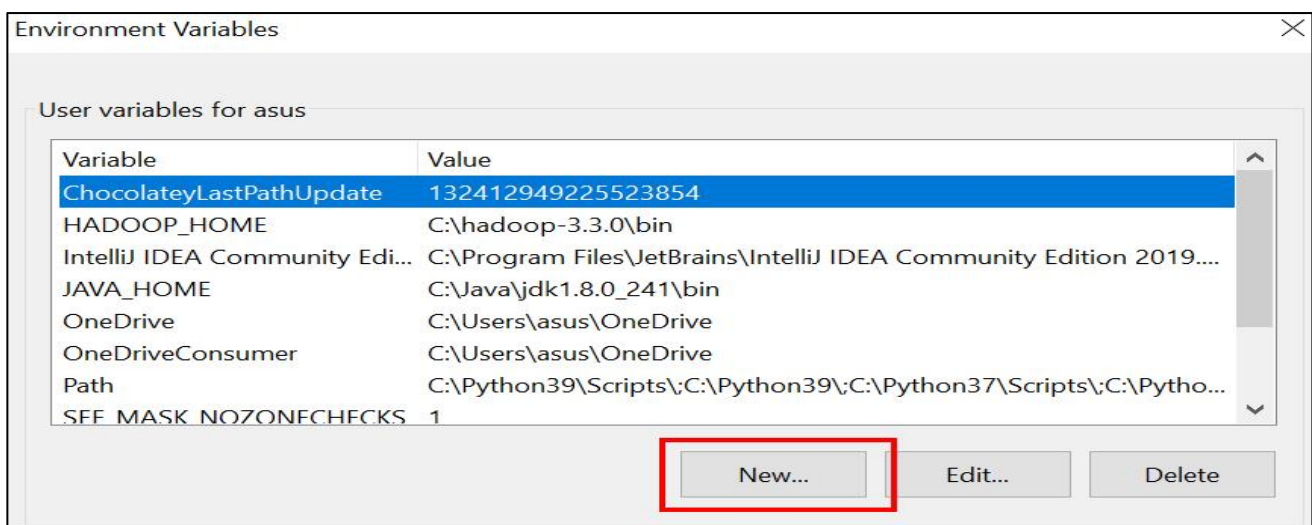 Environment Variables
User variables for asus
Variable Value
ChocolateyLastPathUpdate 132412949225523854
HADOOP_HOME C:\hadoop-3.3.0\bin
IntelliJ IDEA Community Edi... C:\Program Files\JetBrains\IntelliJ IDEA Community Edition 2019....
JAVA_HOME C:\Java\jdk1.8.0_241\bin
OneDrive C:\Users\asus\OneDrive
OneDriveConsumer C:\Users\asus\OneDrive
Path C:\Python39\Scripts\;C:\Python39\;C:\Python37\Scripts\;C:\Pytho...
SEE_MASK_NOZONECHECKS 1
New... Edit... Delete